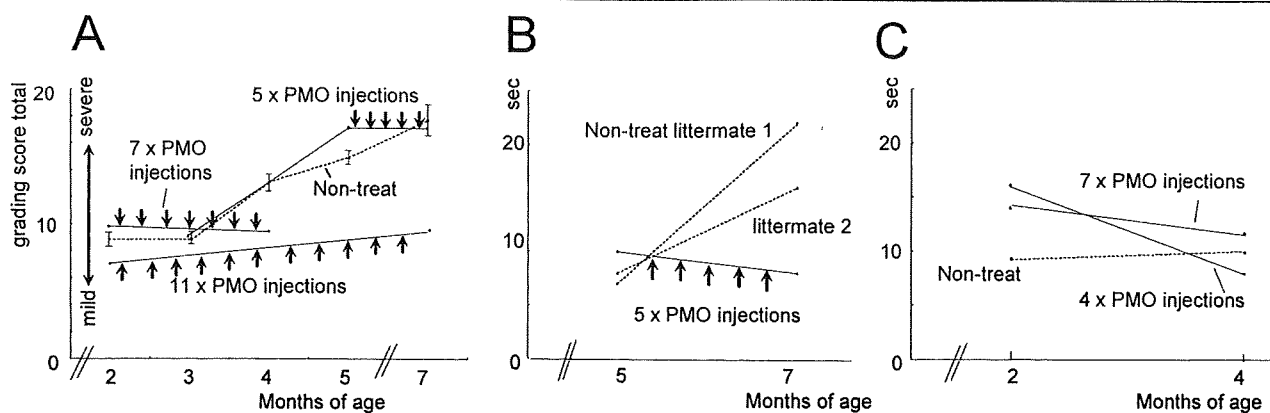 A
grading score total
severe
mild
20
10
0
5 x PMO injections
7 x PMO
injections
Non-treat
11 x PMO injections
2 3 4 5 7
Months of age
B
sec
20
10
0
Non-treat littermate 1
littermate 2
5 x PMO injections
5 7
Months of age
C
sec
20
10
0
7 x PMO injections
Non-treat
4 x PMO injections
2 4
Months of age